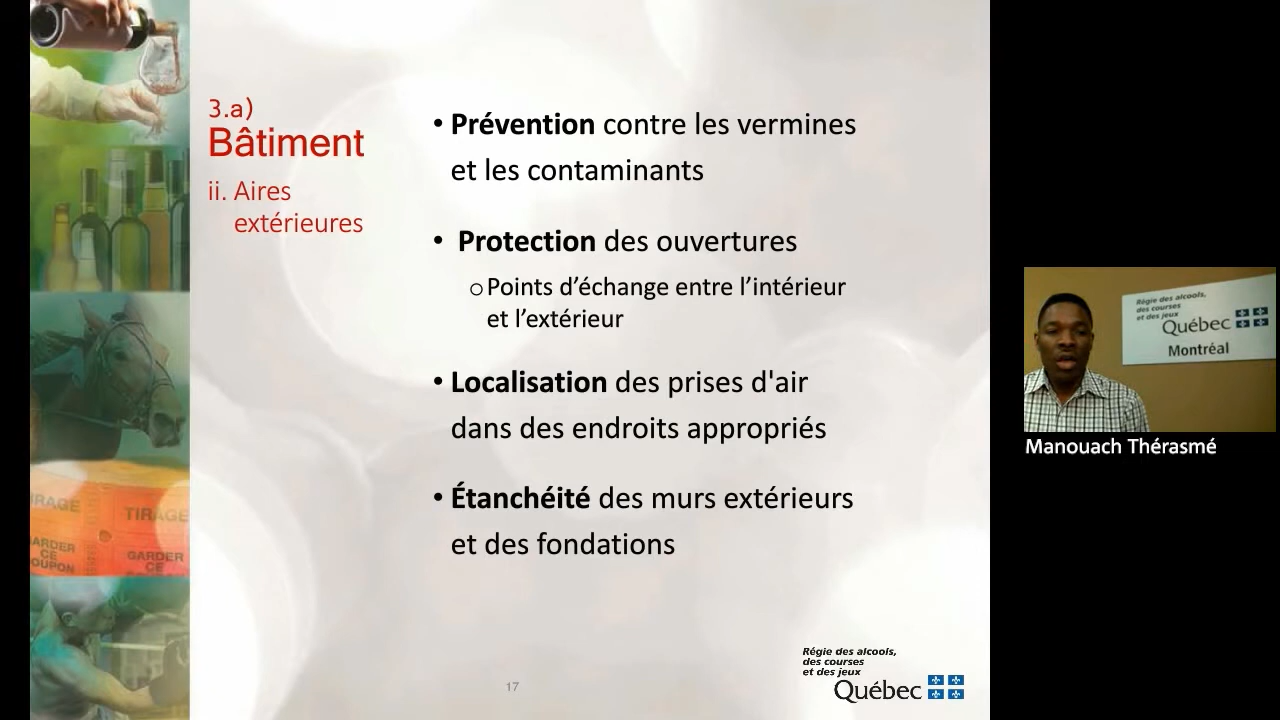 3.a)
Bâtiment
ii. Aires
extérieures
• Prévention contre les vermines
et les contaminants
• Protection des ouvertures
o Points d’échange entre l’intérieur
et l’extérieur
• Localisation des prises d'air
dans des endroits appropriés
• Étanchéité des murs extérieurs
et des fondations
IRAGE
TIRAGE
GARDER
CE
OUPON
GARDER
CE
17
Régie des alcools,
des courses
et des jeux
Québec
Régie des alcools,
des courses
et des jeux
Québec
Montréal
Manouach Thérasmé